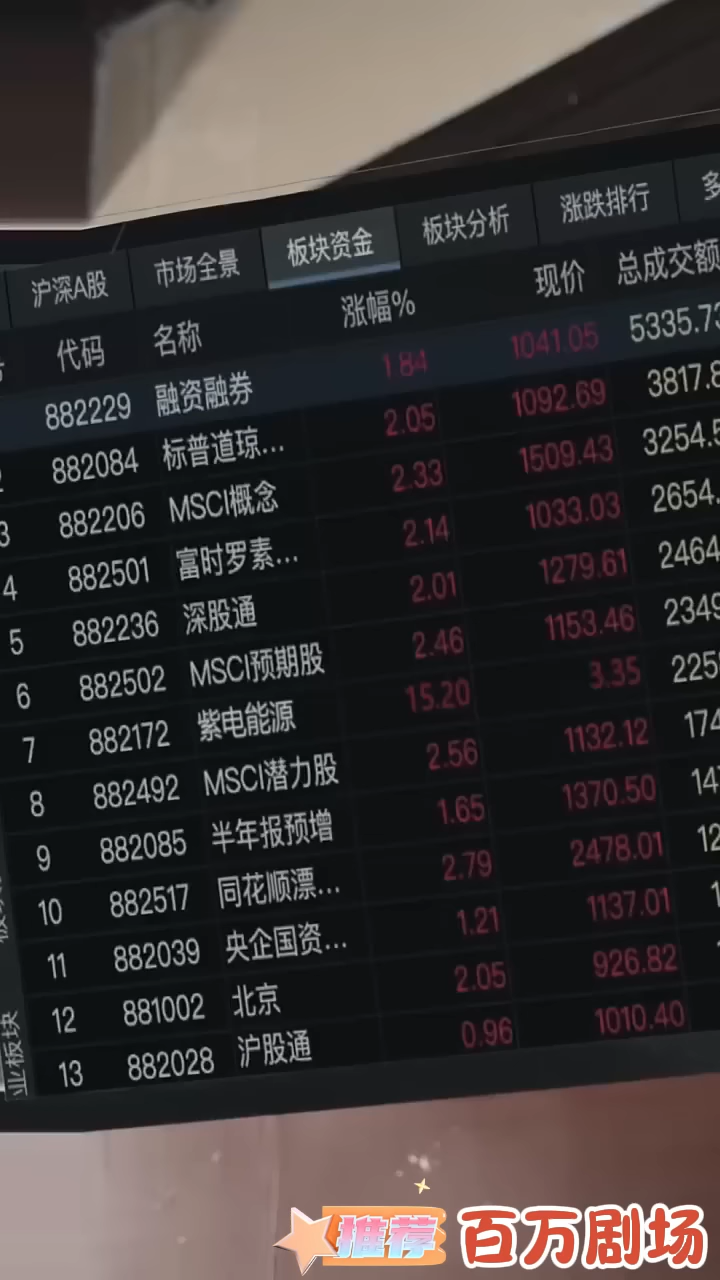 沪深A股 市场全景 板块资金 板块分析 涨跌排行 多
代码 名称 涨幅% 现价 总成交额
882229 融资融券 1.84 1041.05 5335.73
882084 标普道琼... 2.05 1092.69 3817.8
3 882206 MSCI概念 2.33 1509.43 3254.5
4 882501 富时罗素... 2.14 1033.03 2654.
5 882236 深股通 2.01 1279.61 2464
6 882502 MSCI预期股 2.46 1153.46 2349
7 882172 紫电能源 15.20 3.35 225
8 882492 MSCI潜力股 2.56 1132.12 174
9 882085 半年报预增 1.65 1370.50 14
10 882517 同花顺漂... 2.79 2478.01 12
11 882039 央企国资... 1.21 1137.01 1
12 881002 北京 2.05 926.82
13 882028 沪股通 0.96 1010.40
业板块
推荐 百万剧场